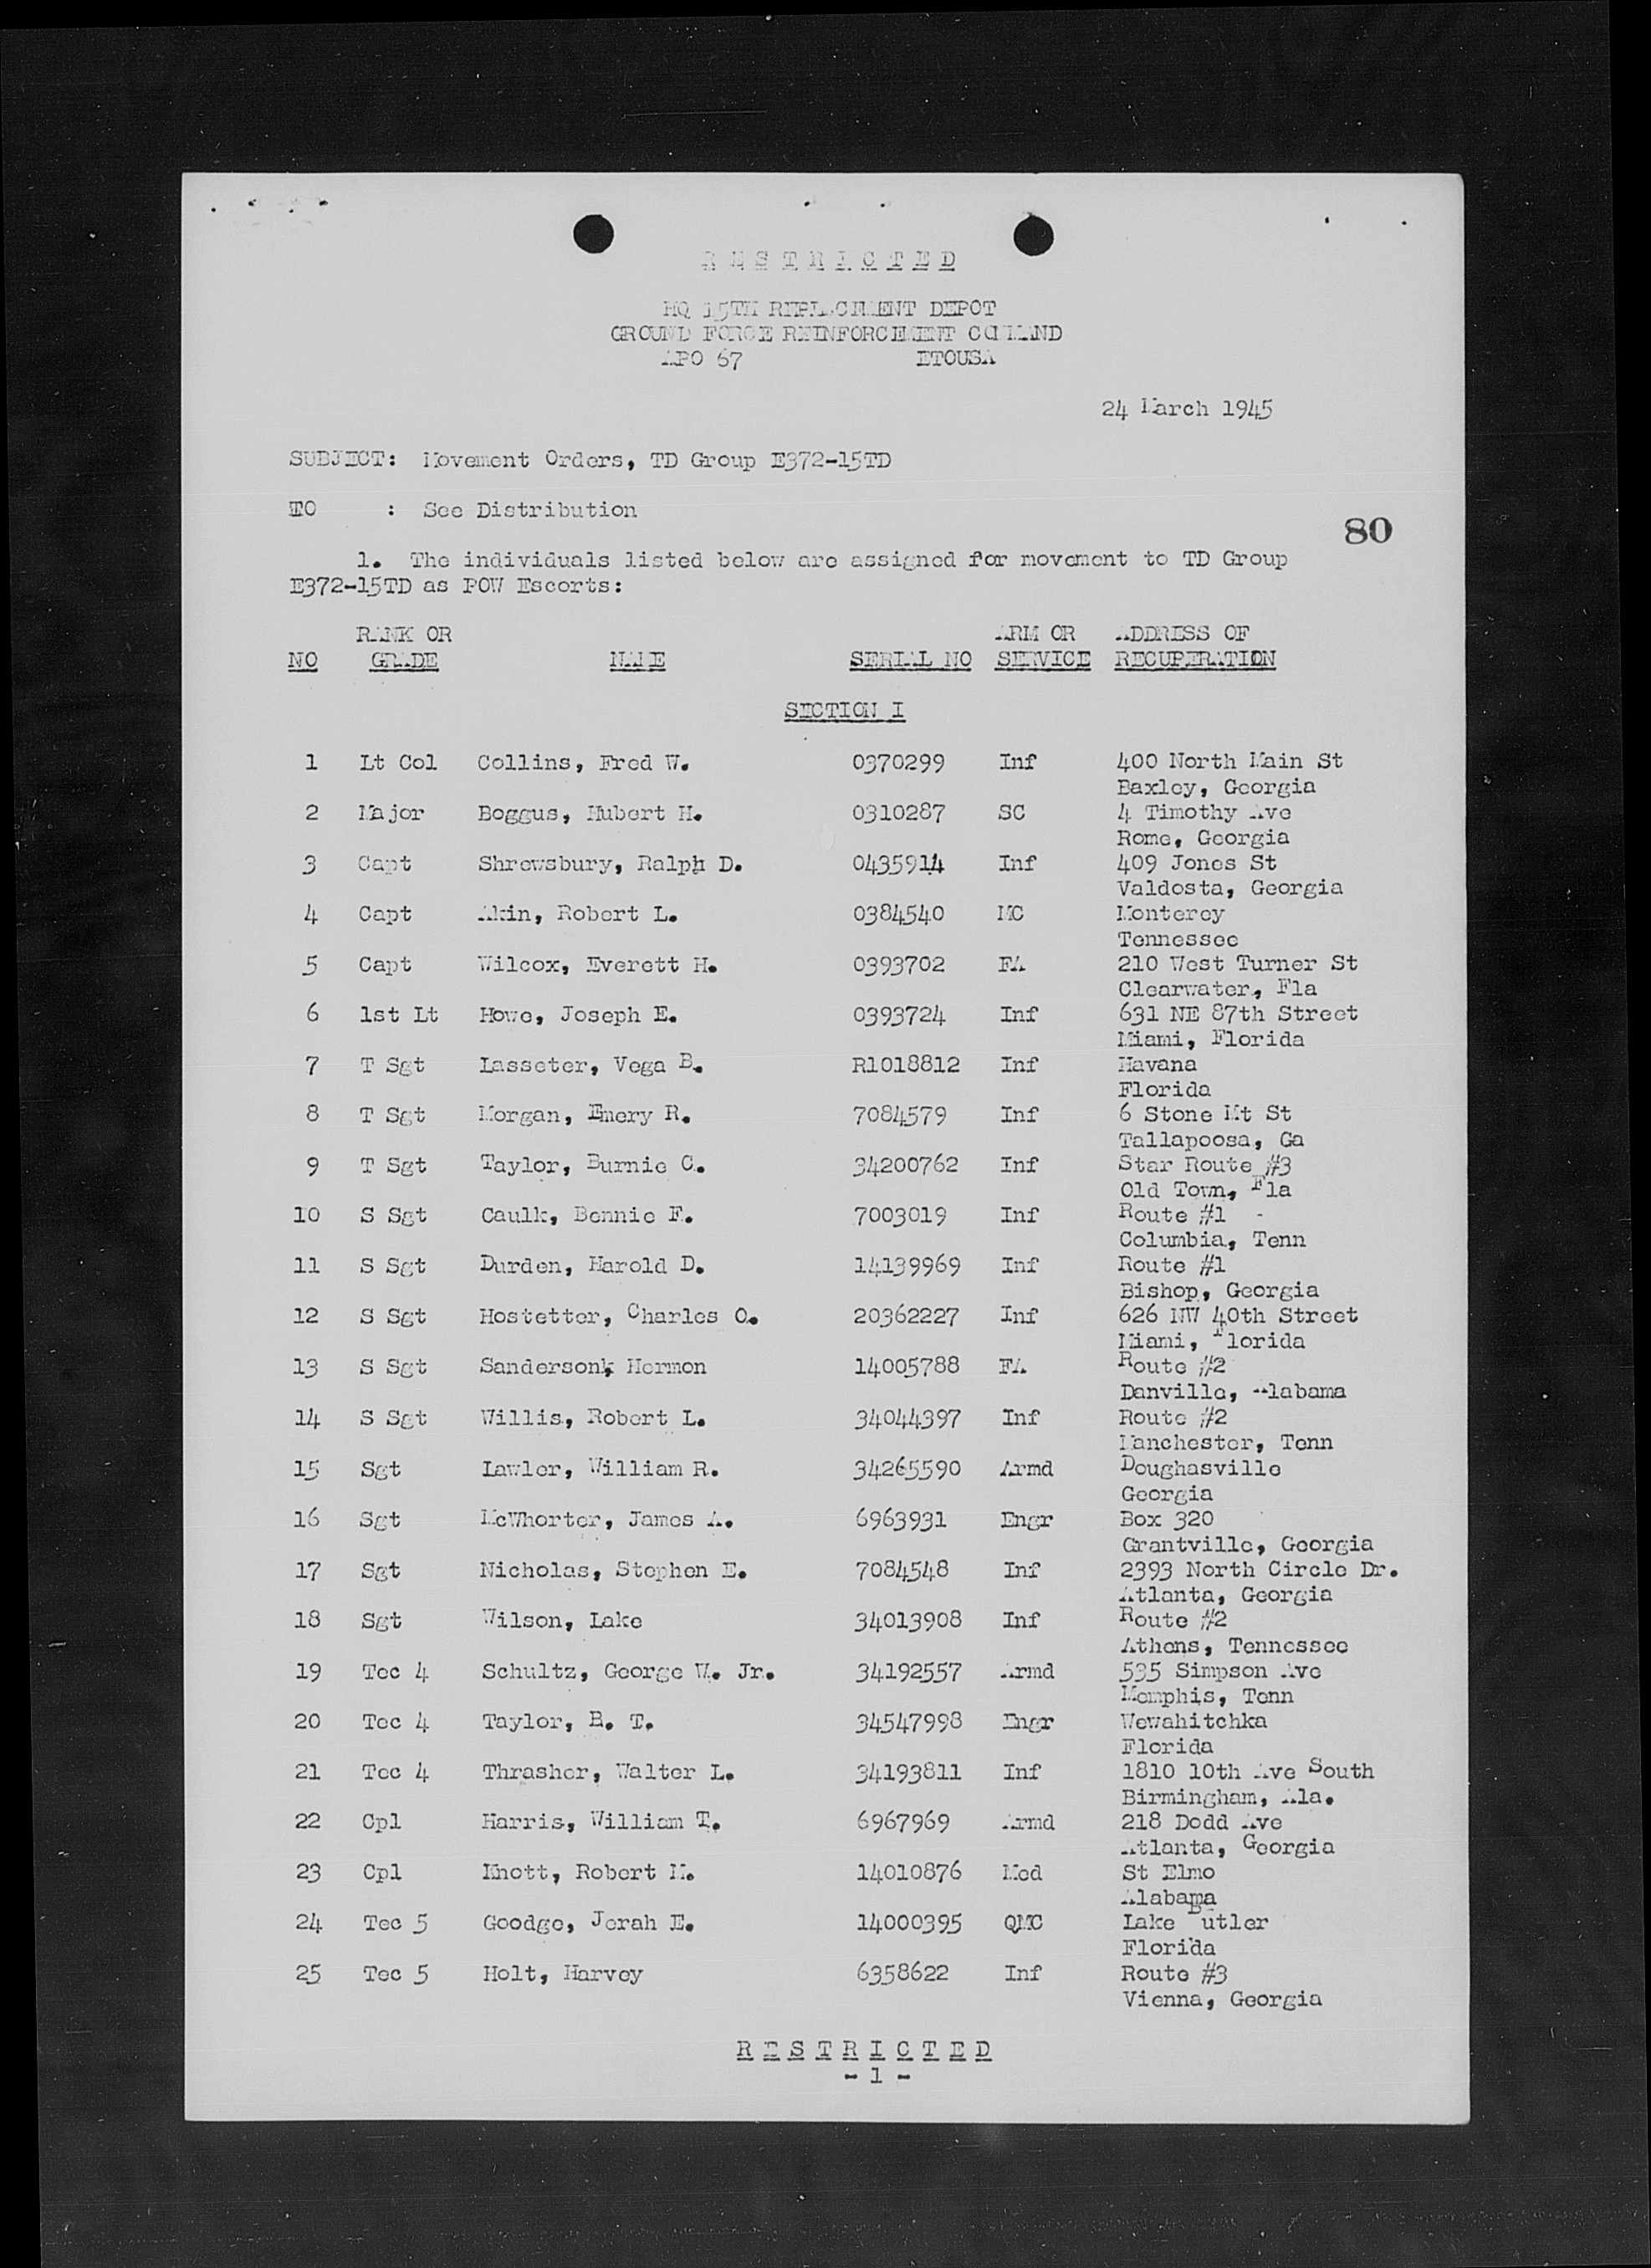 RESTRICTED
HQ 15TH REPLACEMENT DEPOT
GROUND FORCE REINFORCEMENT COMMAND
APO 67 ETOUSA
24 March 1945
SUBJECT: Movement Orders, TD Group E372-15TD
TO : See Distribution
80
1. The individuals listed below are assigned for movement to TD Group
E372-15TD as POW Escorts:
RANK OR ARM OR ADDRESS OF
NO GRADE NAME SERIAL NO SERVICE RECUPERATION
SECTION I
1 Lt Col Collins, Fred W. 0370299 Inf 400 North Main St
Baxley, Georgia
2 Major Boggus, Hubert H. 0310287 SC 4 Timothy Ave
Rome, Georgia
3 Capt Shrewsbury, Ralph D. 0435914 Inf 409 Jones St
Valdosta, Georgia
4 Capt Akin, Robert L. 0384540 MC Monterey
Tennessee
5 Capt Wilcox, Everett H. 0393702 FA 210 West Turner St
Clearwater, Fla
6 1st Lt Howe, Joseph E. 0393724 Inf 631 NE 87th Street
Miami, Florida
7 T Sgt Lasseter, Vega B. R1018812 Inf Havana
Florida
8 T Sgt Morgan, Emery R. 7084579 Inf 6 Stone Mt St
Tallapoosa, Ga
9 T Sgt Taylor, Burnie C. 34200762 Inf Star Route #3
Old Town, Fla
10 S Sgt Caulk, Bennie F. 7003019 Inf Route #1 -
Columbia, Tenn
11 S Sgt Durden, Harold D. 14139969 Inf Route #1
Bishop, Georgia
12 S Sgt Hostetter, Charles O. 20362227 Inf 626 NW 40th Street
Miami, Florida
13 S Sgt Sanderson, Hermon 14005788 FA Route #2
Danville, Alabama
14 S Sgt Willis, Robert L. 34044397 Inf Route #2
Manchester, Tenn
15 Sgt Lawler, William R. 34265590 Armd Doughasville
Georgia
16 Sgt McWhorter, James A. 6963931 Engr Box 320
Grantville, Georgia
17 Sgt Nicholas, Stephen E. 7084548 Inf 2393 North Circle Dr.
Atlanta, Georgia
18 Sgt Wilson, Lake 34013908 Inf Route #2
Athens, Tennessee
19 Tec 4 Schultz, George W. Jr. 34192557 Armd 535 Simpson Ave
Memphis, Tenn
20 Tec 4 Taylor, B. T. 34547998 Engr Wewahitchka
Florida
21 Tec 4 Thrasher, Walter L. 34193811 Inf 1810 10th Ave South
Birmingham, Ala.
22 Cpl Harris, William T. 6967969 Armd 218 Dodd Ave
Atlanta, Georgia
23 Cpl Knott, Robert M. 14010876 Med St Elmo
Alabama
24 Tec 5 Goodge, Jerah E. 14000395 QMC Lake Butler
Florida
25 Tec 5 Holt, Harvey 6358622 Inf Route #3
Vienna, Georgia
RESTRICTED
- 1 -